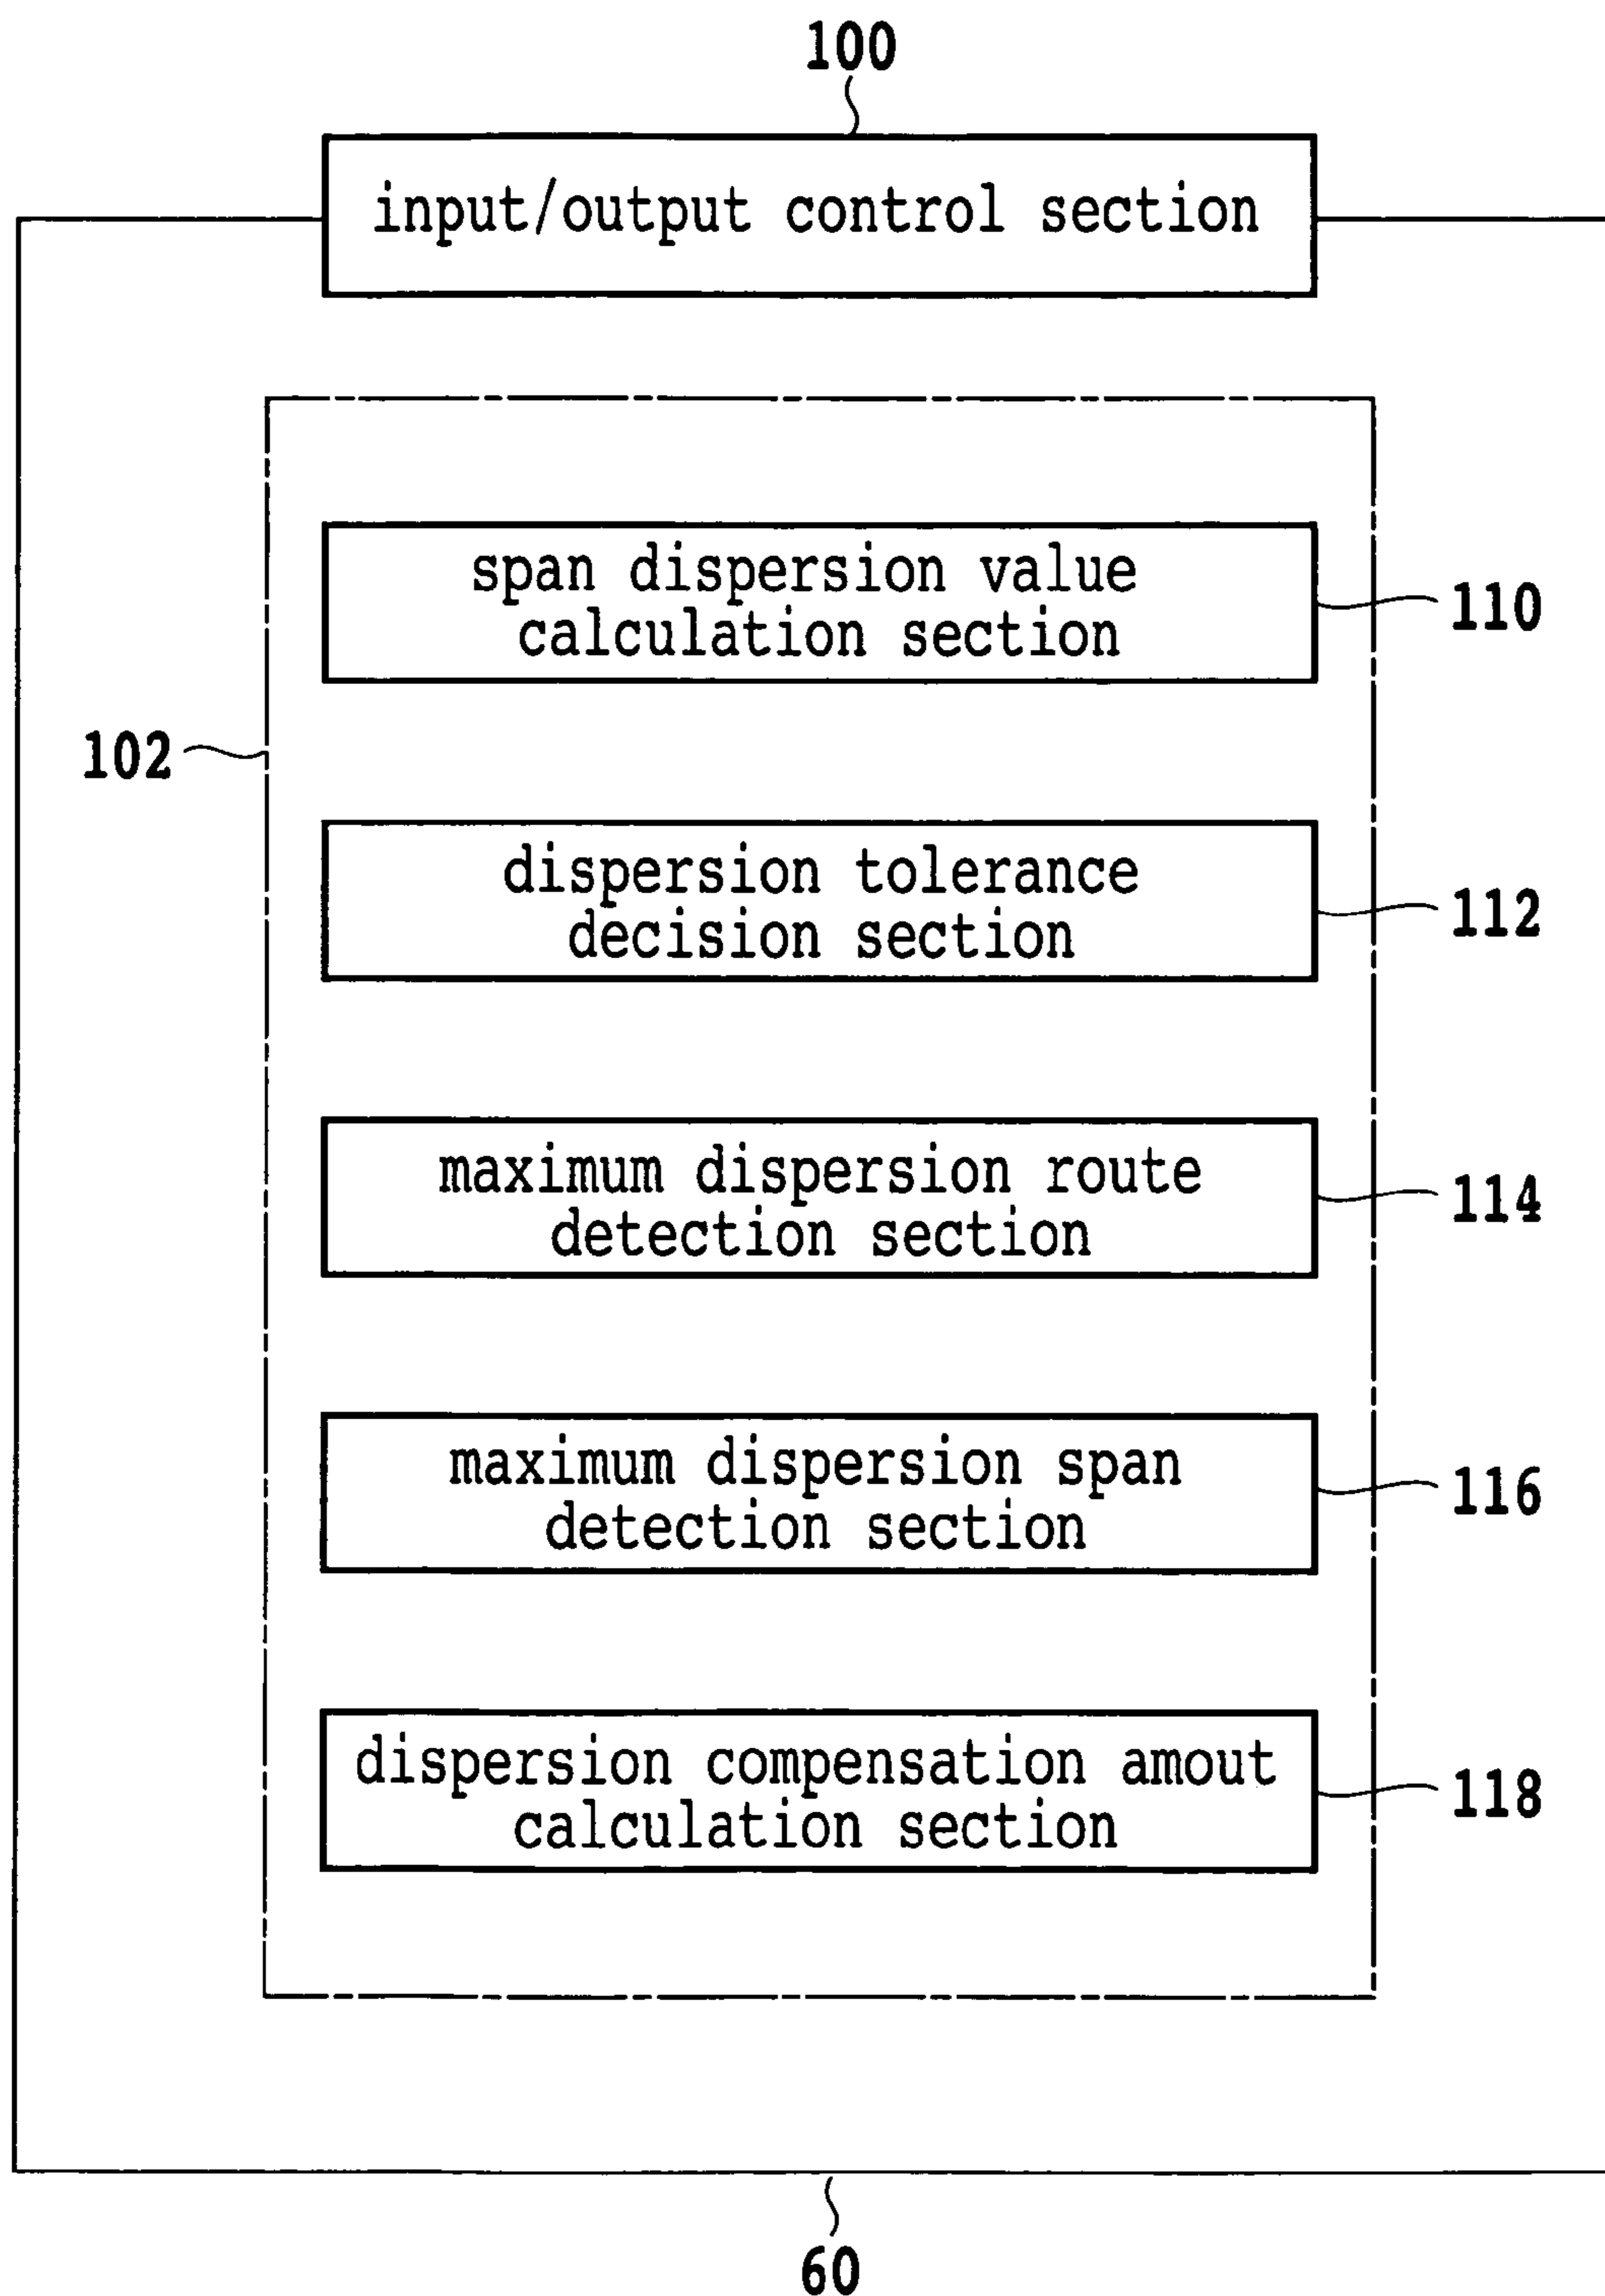 100
input/output control section
span dispersion value
calculation section
110
102
dispersion tolerance
decision section
112
maximum dispersion route
detection section
114
maximum dispersion span
detection section
116
dispersion compensation amout
calculation section
118
60